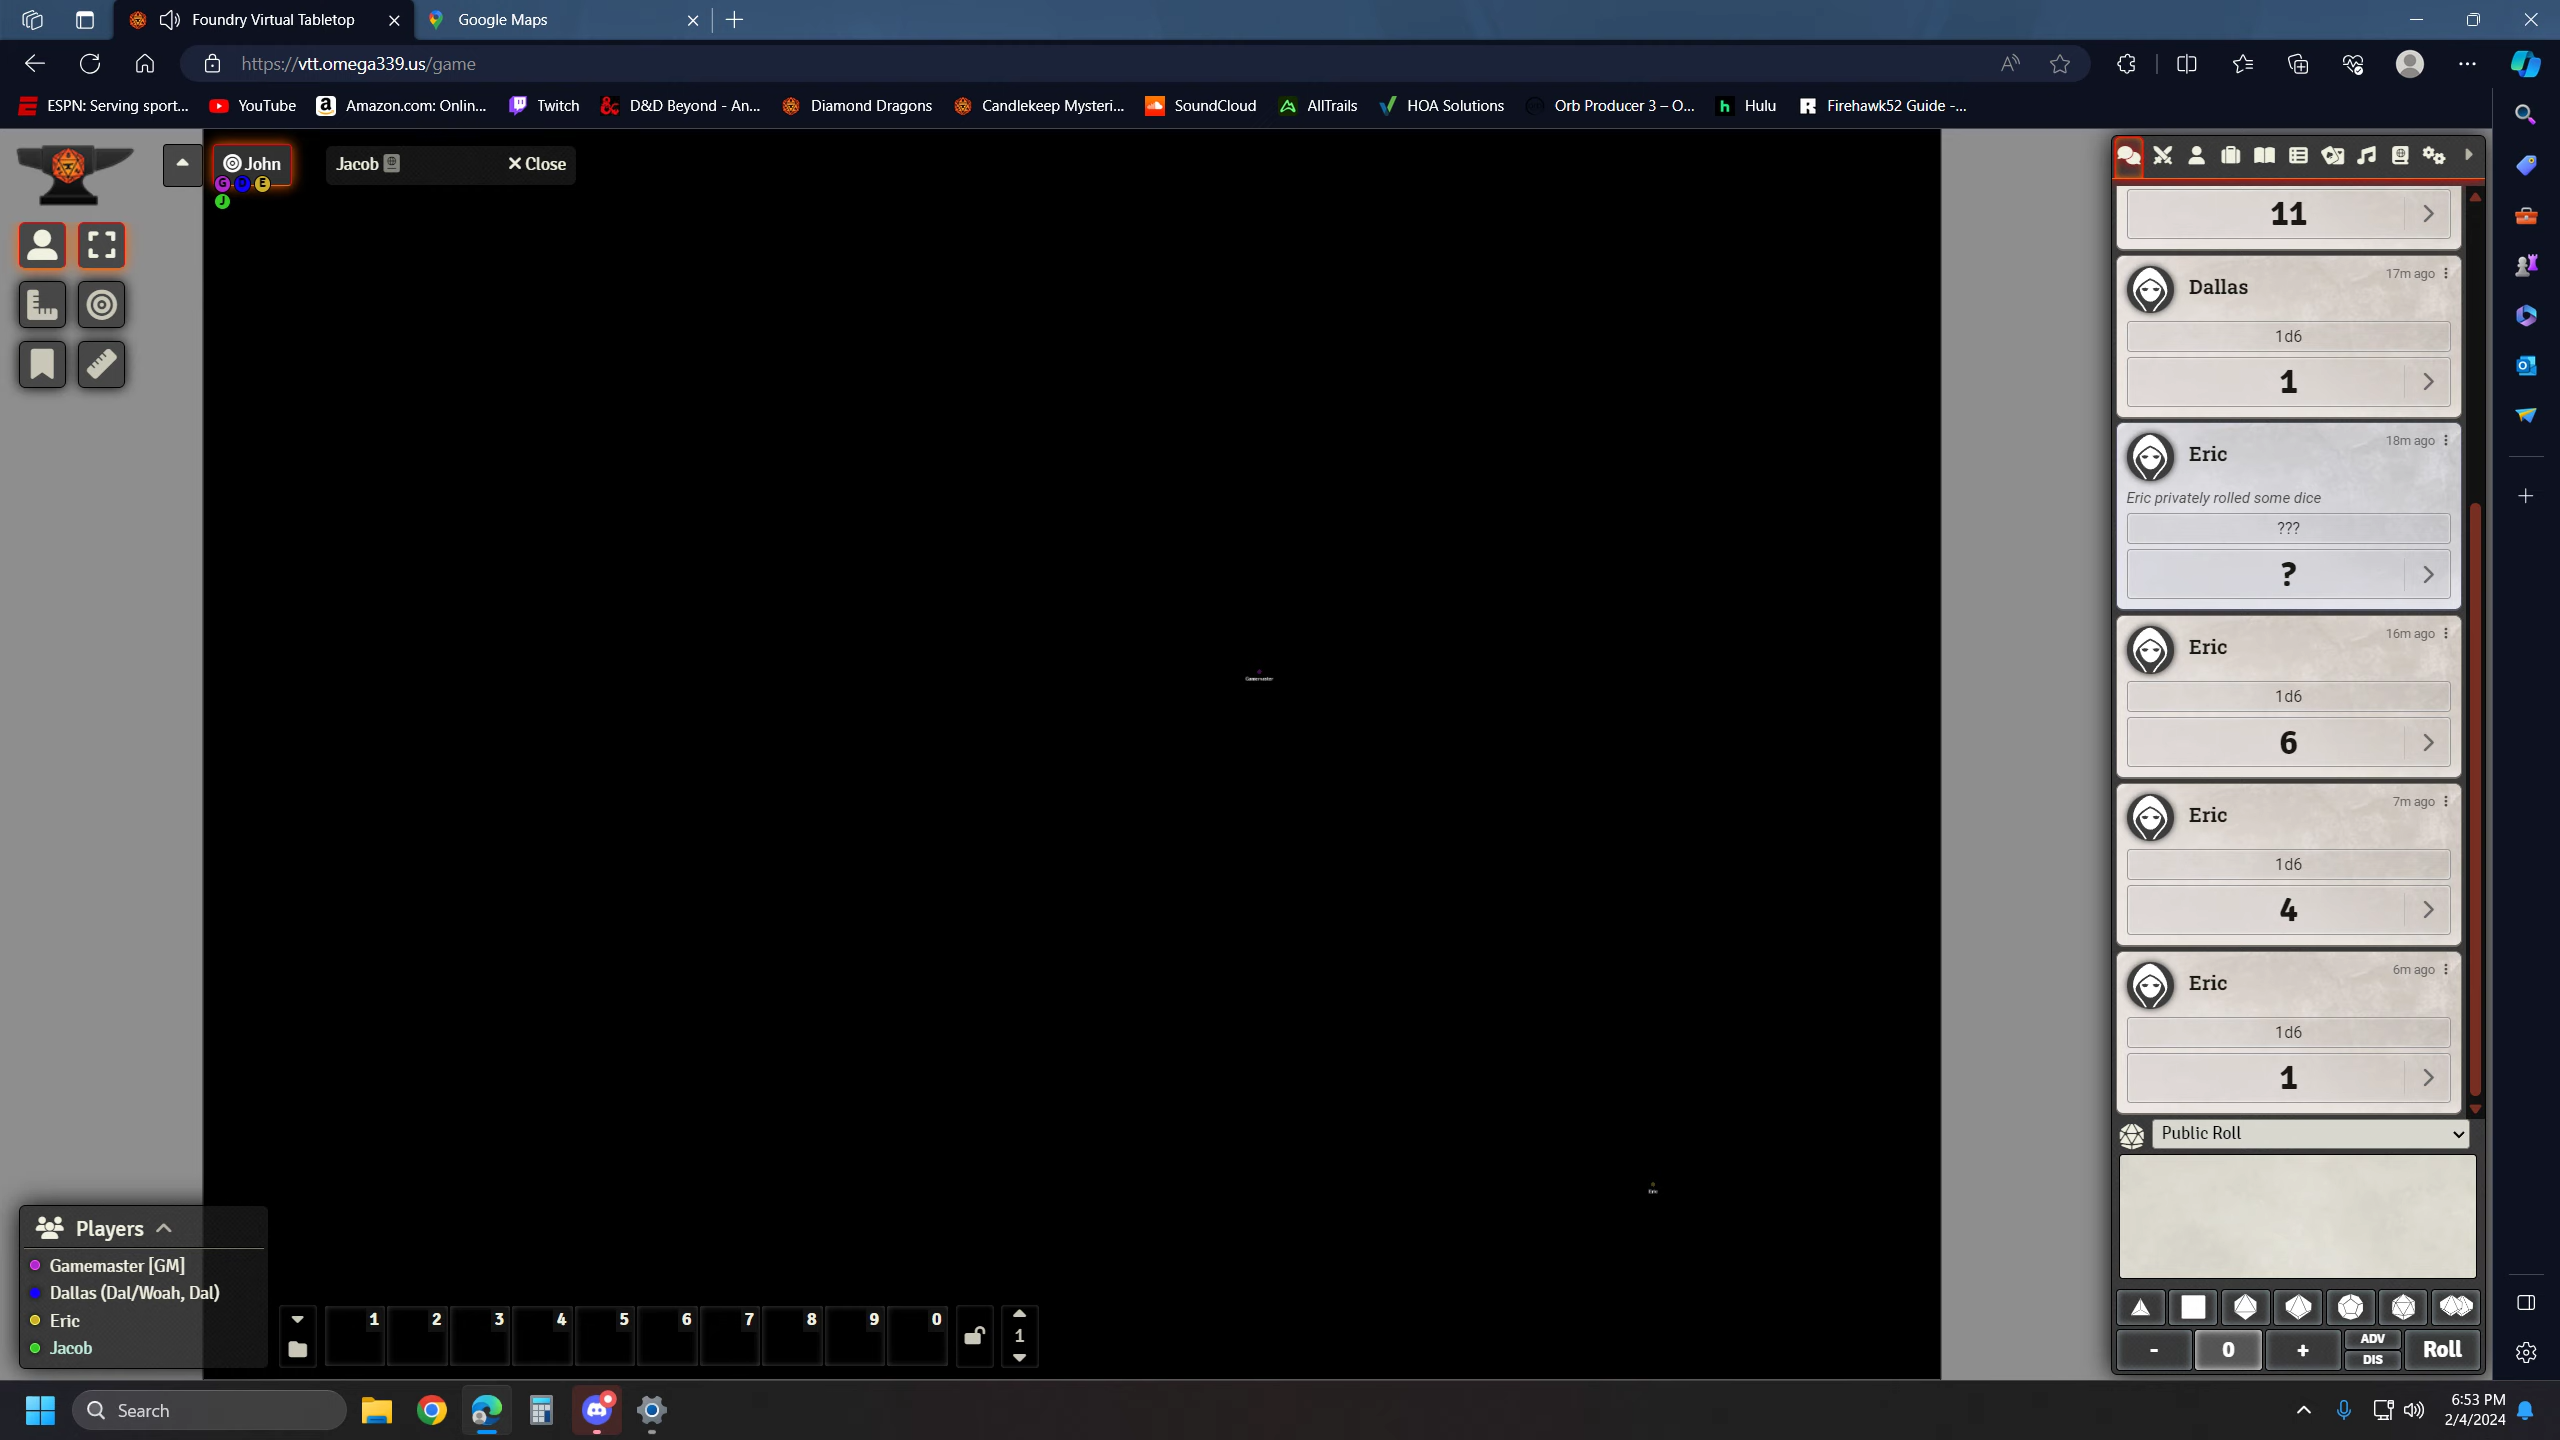 Foundry Virtual Tabletop
Google Maps
https://vtt.omega339.us/game
ESPN: Serving sport...
YouTube
Amazon.com: Onlin...
Twitch
D&D Beyond - An...
Diamond Dragons
Candlekeep Mysteri...
SoundCloud
AllTrails
HOA Solutions
Orb Producer 3 – O...
Hulu
Firehawk52 Guide -...
John
G D E
J
Jacob
Close
11
Dallas
17m ago
1d6
1
Eric
18m ago
Eric privately rolled some dice
???
?
Eric
16m ago
1d6
6
Eric
7m ago
1d6
4
Eric
6m ago
1d6
1
Public Roll
- 0 + ADV DIS Roll
Gamemaster
Eric
Players
Gamemaster [GM]
Dallas (Dal/Woah, Dal)
Eric
Jacob
1 2 3 4 5 6 7 8 9 0
1
Search
6:53 PM
2/4/2024